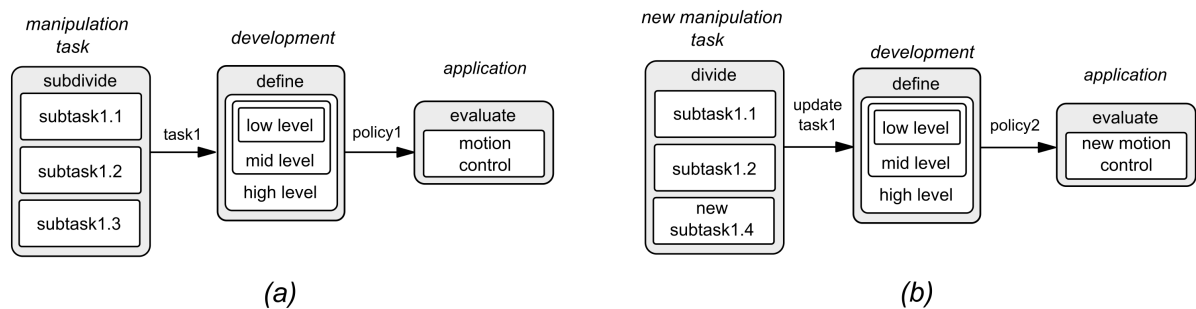 manipulation
task
subdivide
subtask1.1
subtask1.2
subtask1.3
task1
development
define
low level
mid level
high level
policy1
application
evaluate
motion
control
(a)
new manipulation
task
divide
subtask1.1
subtask1.2
new
subtask1.4
update
task1
development
define
low level
mid level
high level
policy2
application
evaluate
new motion
control
(b)